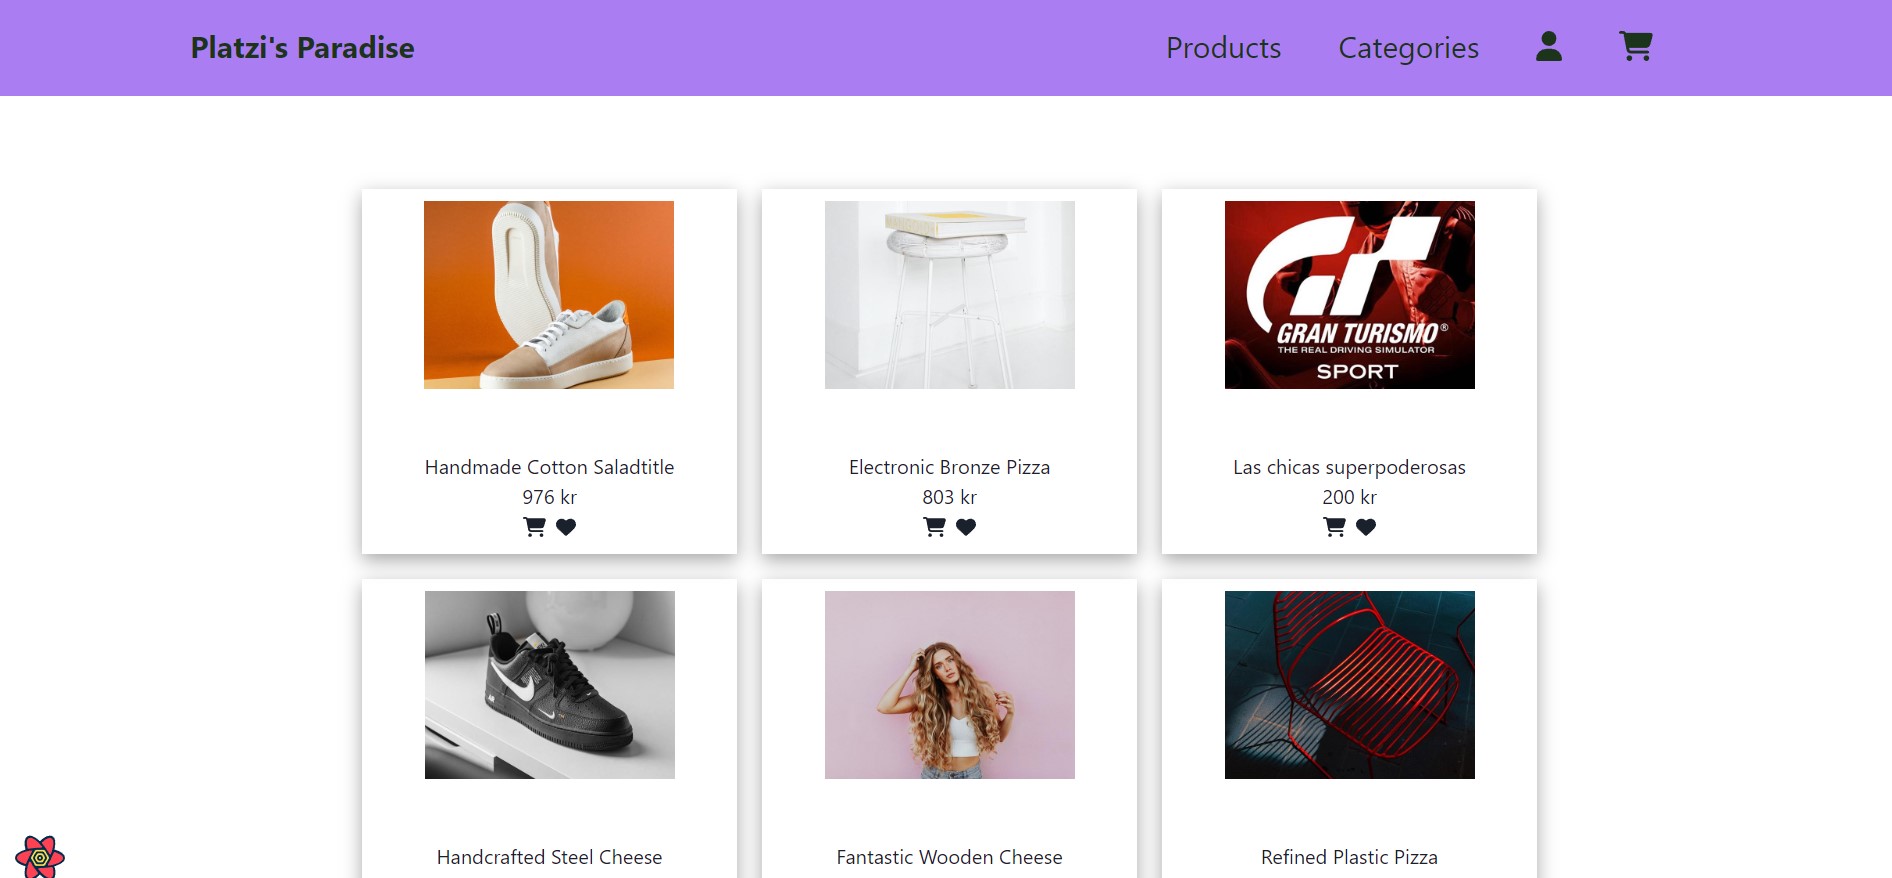 Platzi's Paradise
Products
Categories
GRAN TURISMO®
THE REAL DRIVING SIMULATOR
SPORT
Handmade Cotton Saladtitle
Electronic Bronze Pizza
Las chicas superpoderosas
976 kr
803 kr
200 kr
AIR
Handcrafted Steel Cheese
Fantastic Wooden Cheese
Refined Plastic Pizza